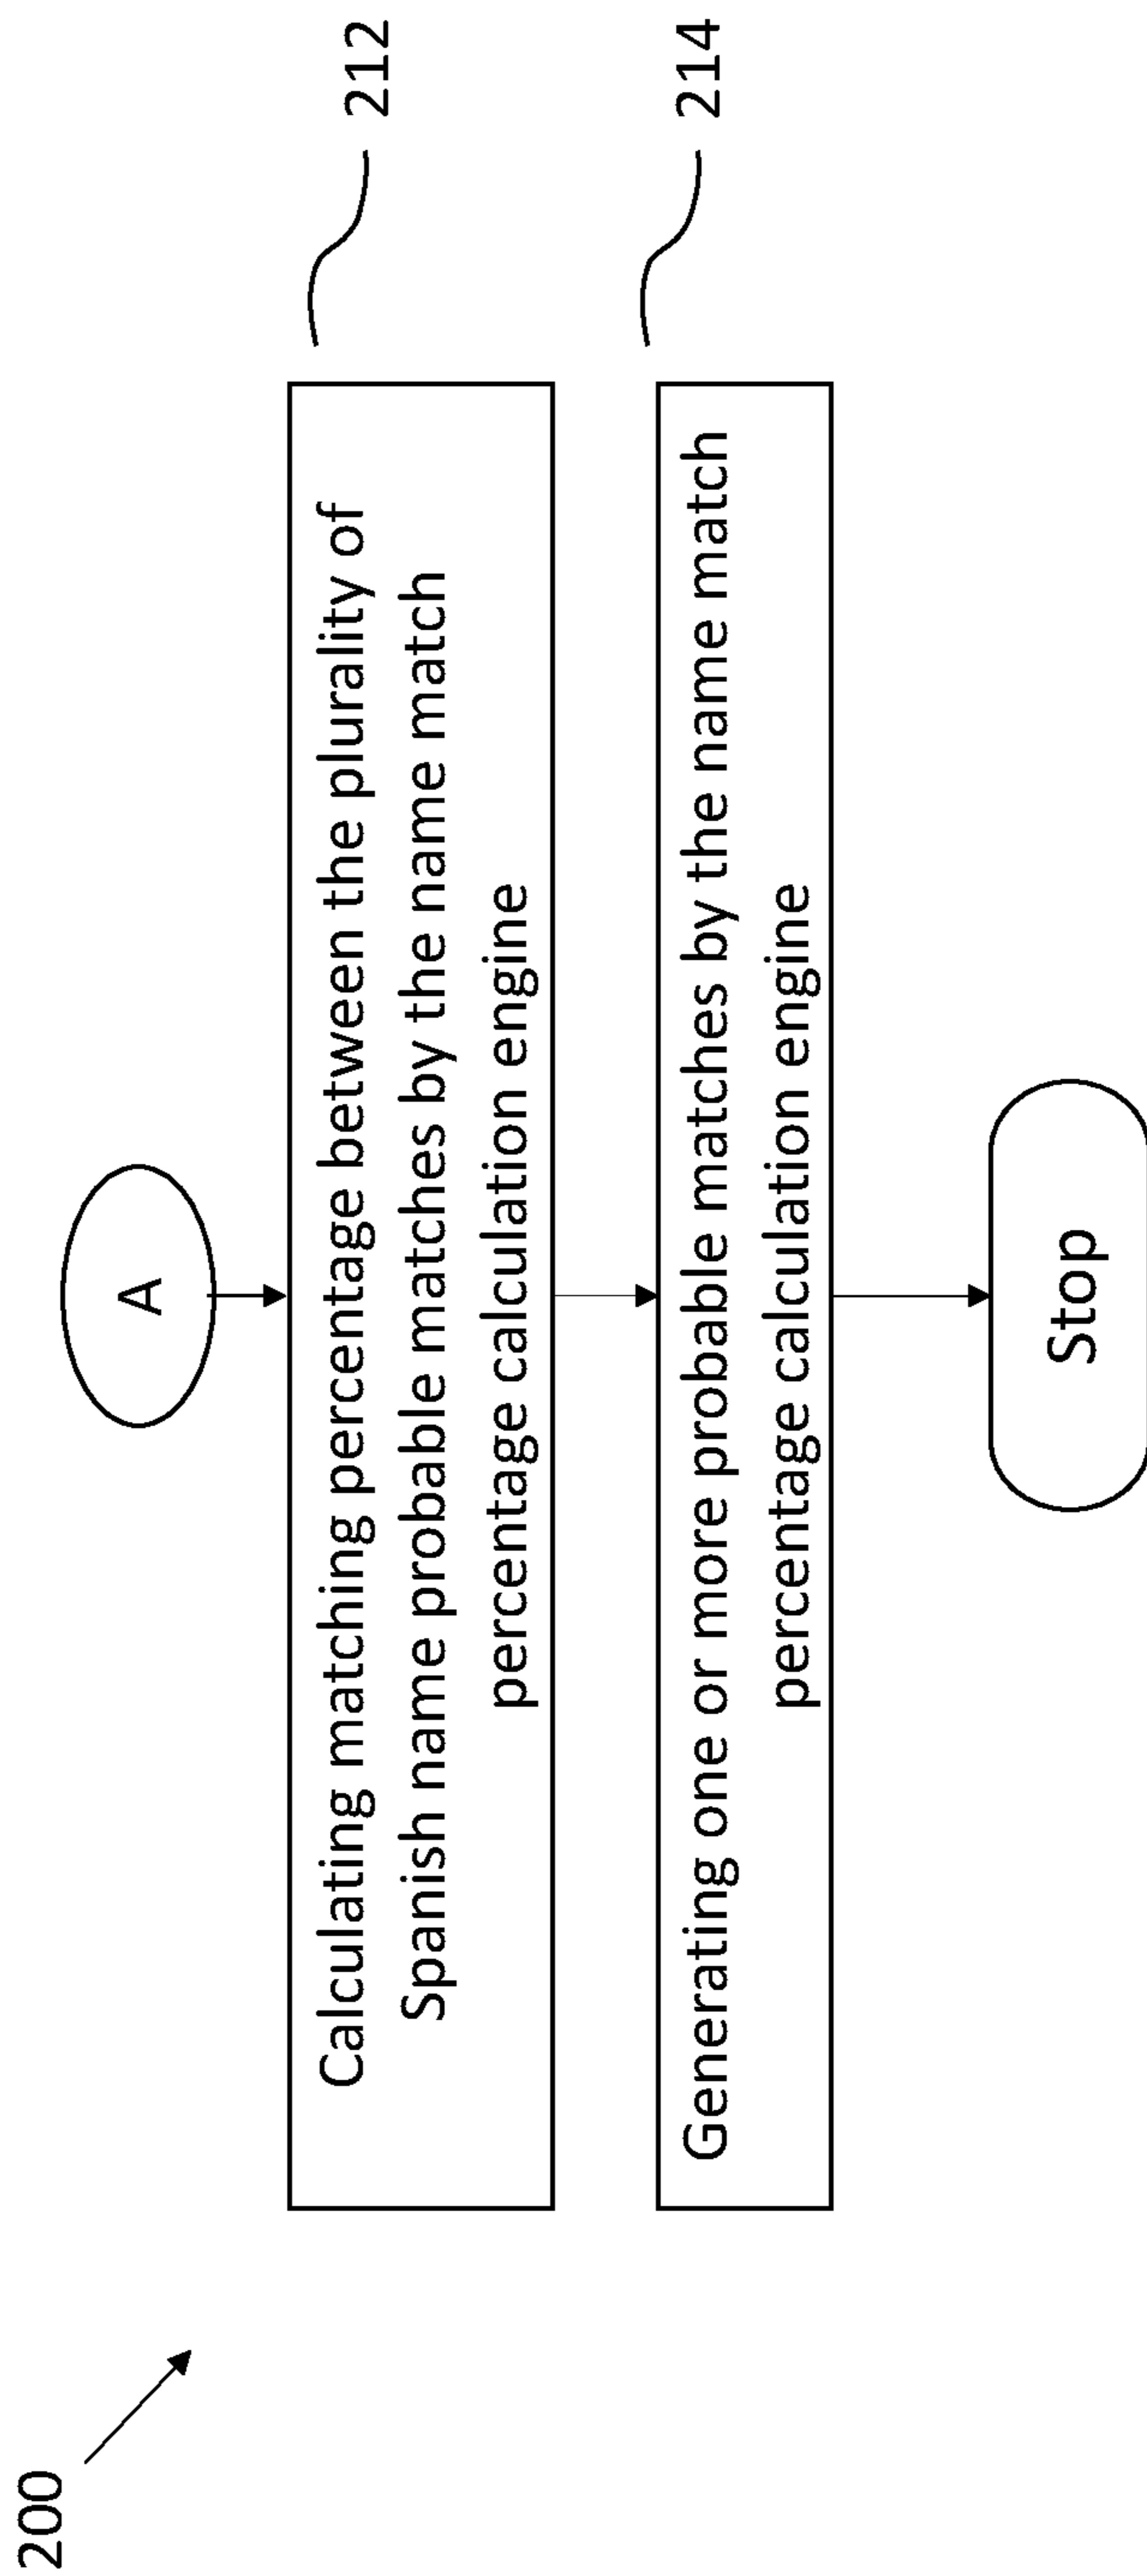 200
A
Calculating matching percentage between the plurality of
Spanish name probable matches by the name match
percentage calculation engine
212
Generating one or more probable matches by the name match
percentage calculation engine
214
Stop